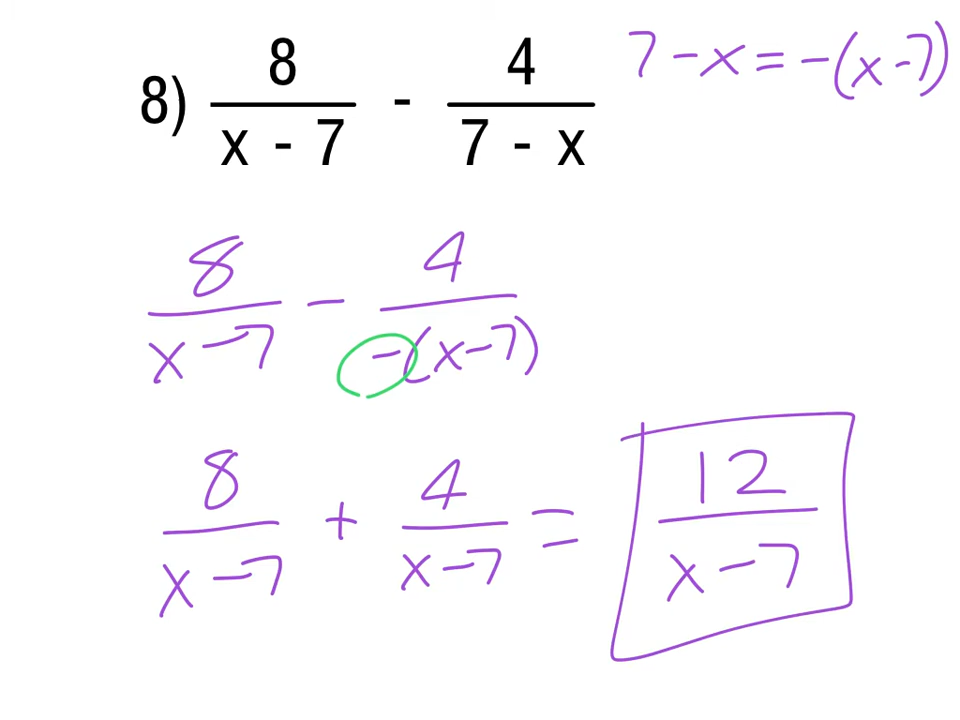 8) 8/(x - 7) - 4/(7 - x)
7 - x = -(x - 7)
8/(x - 7) - 4/(-(x - 7))
8/(x - 7) + 4/(x - 7) = 12/(x - 7)